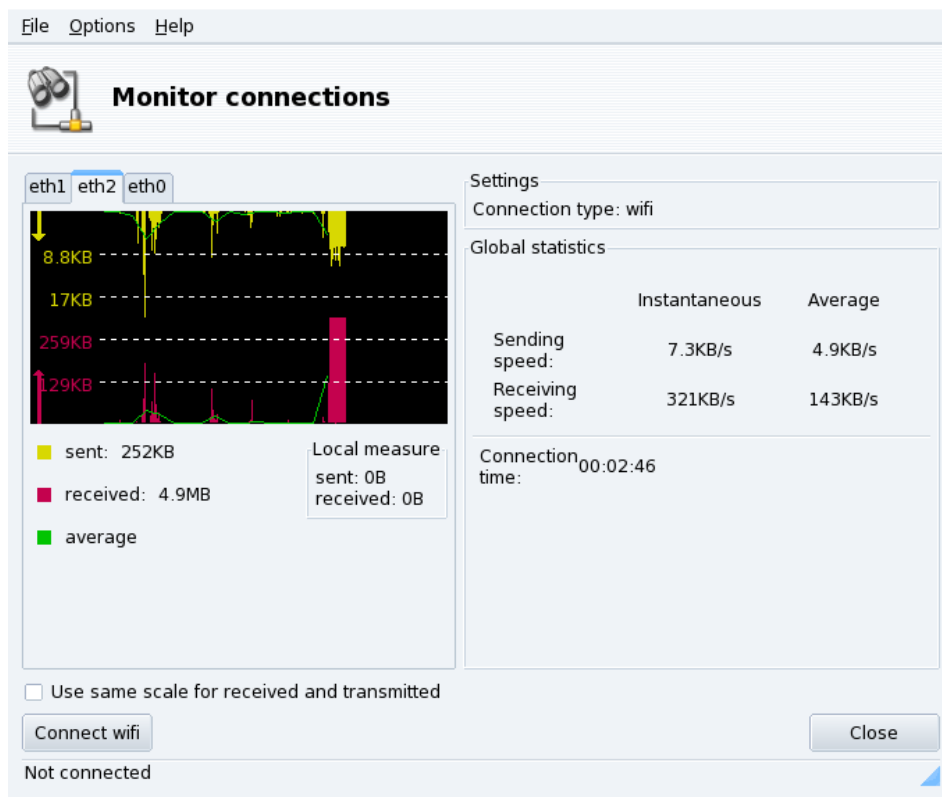 File Options Help
Monitor connections
eth1 eth2 eth0
8.8KB
17KB
259KB
129KB
sent: 252KB
received: 4.9MB
average
Local measure
sent: 0B
received: 0B
Settings
Connection type: wifi
Global statistics
Instantaneous Average
Sending
speed:
7.3KB/s 4.9KB/s
Receiving
speed:
321KB/s 143KB/s
Connection
time:
00:02:46
Use same scale for received and transmitted
Connect wifi
Close
Not connected